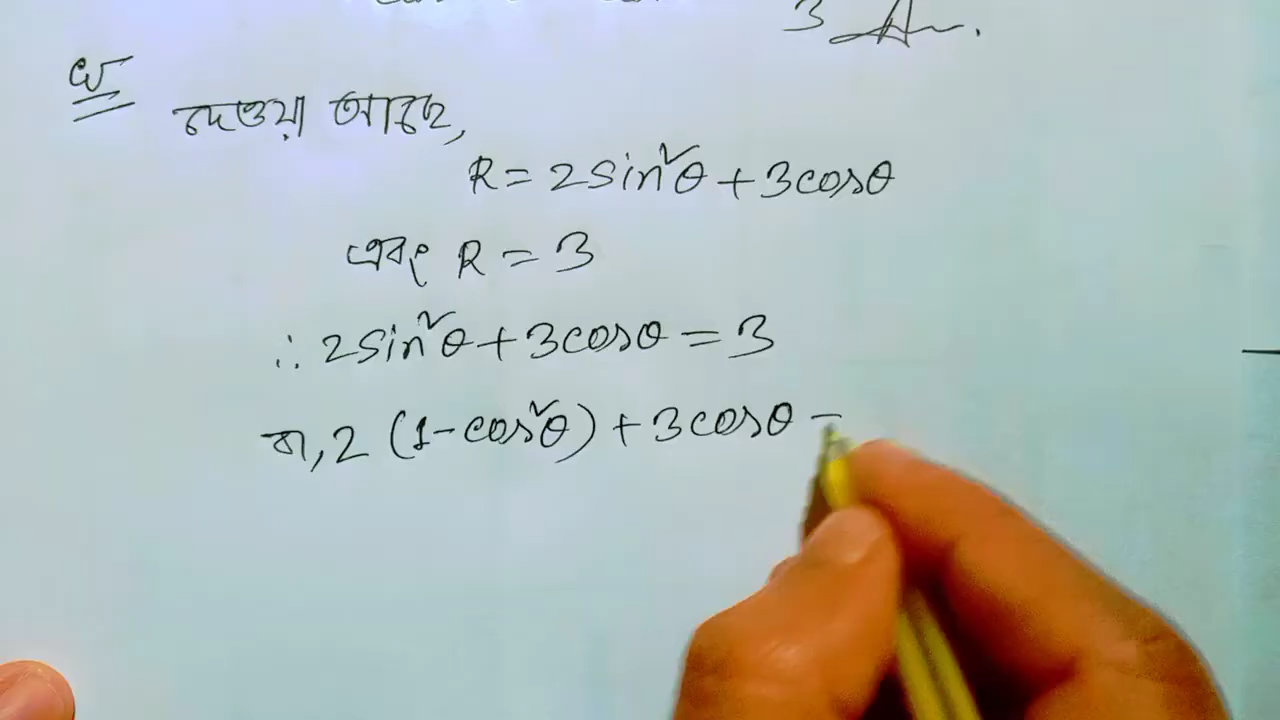 3 Ans.
ঘ
দেওয়া আছে,
R = 2sin²θ + 3cosθ
এবং R = 3
∴ 2sin²θ + 3cosθ = 3
বা, 2 (1 - cos²θ) + 3cosθ -